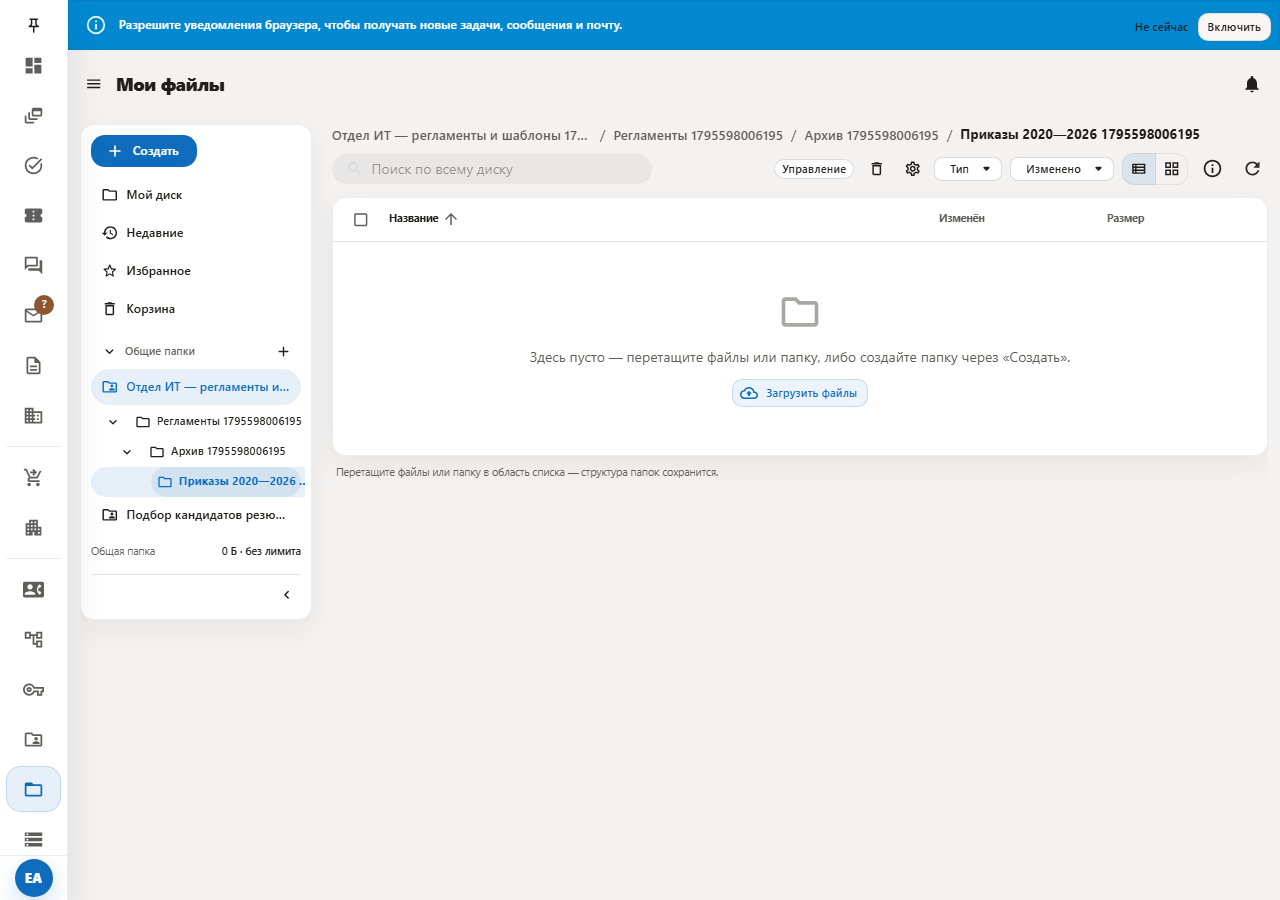 Разрешите уведомления браузера, чтобы получать новые задачи, сообщения и почту.
Не сейчас
Включить
Мои файлы
?
EA
Создать
Мой диск
Недавние
Избранное
Корзина
Общие папки
Отдел ИТ — регламенты и...
Регламенты 1795598006195
Архив 1795598006195
Приказы 2020—2026 ..
Подбор кандидатов резю...
Общая папка
0 Б · без лимита
Отдел ИТ — регламенты и шаблоны 17... / Регламенты 1795598006195 / Архив 1795598006195 / Приказы 2020—2026 1795598006195
Поиск по всему диску
Управление
Тип
Изменено
Название
Изменён
Размер
Здесь пусто — перетащите файлы или папку, либо создайте папку через «Создать».
Загрузить файлы
Перетащите файлы или папку в область списка — структура папок сохранится.